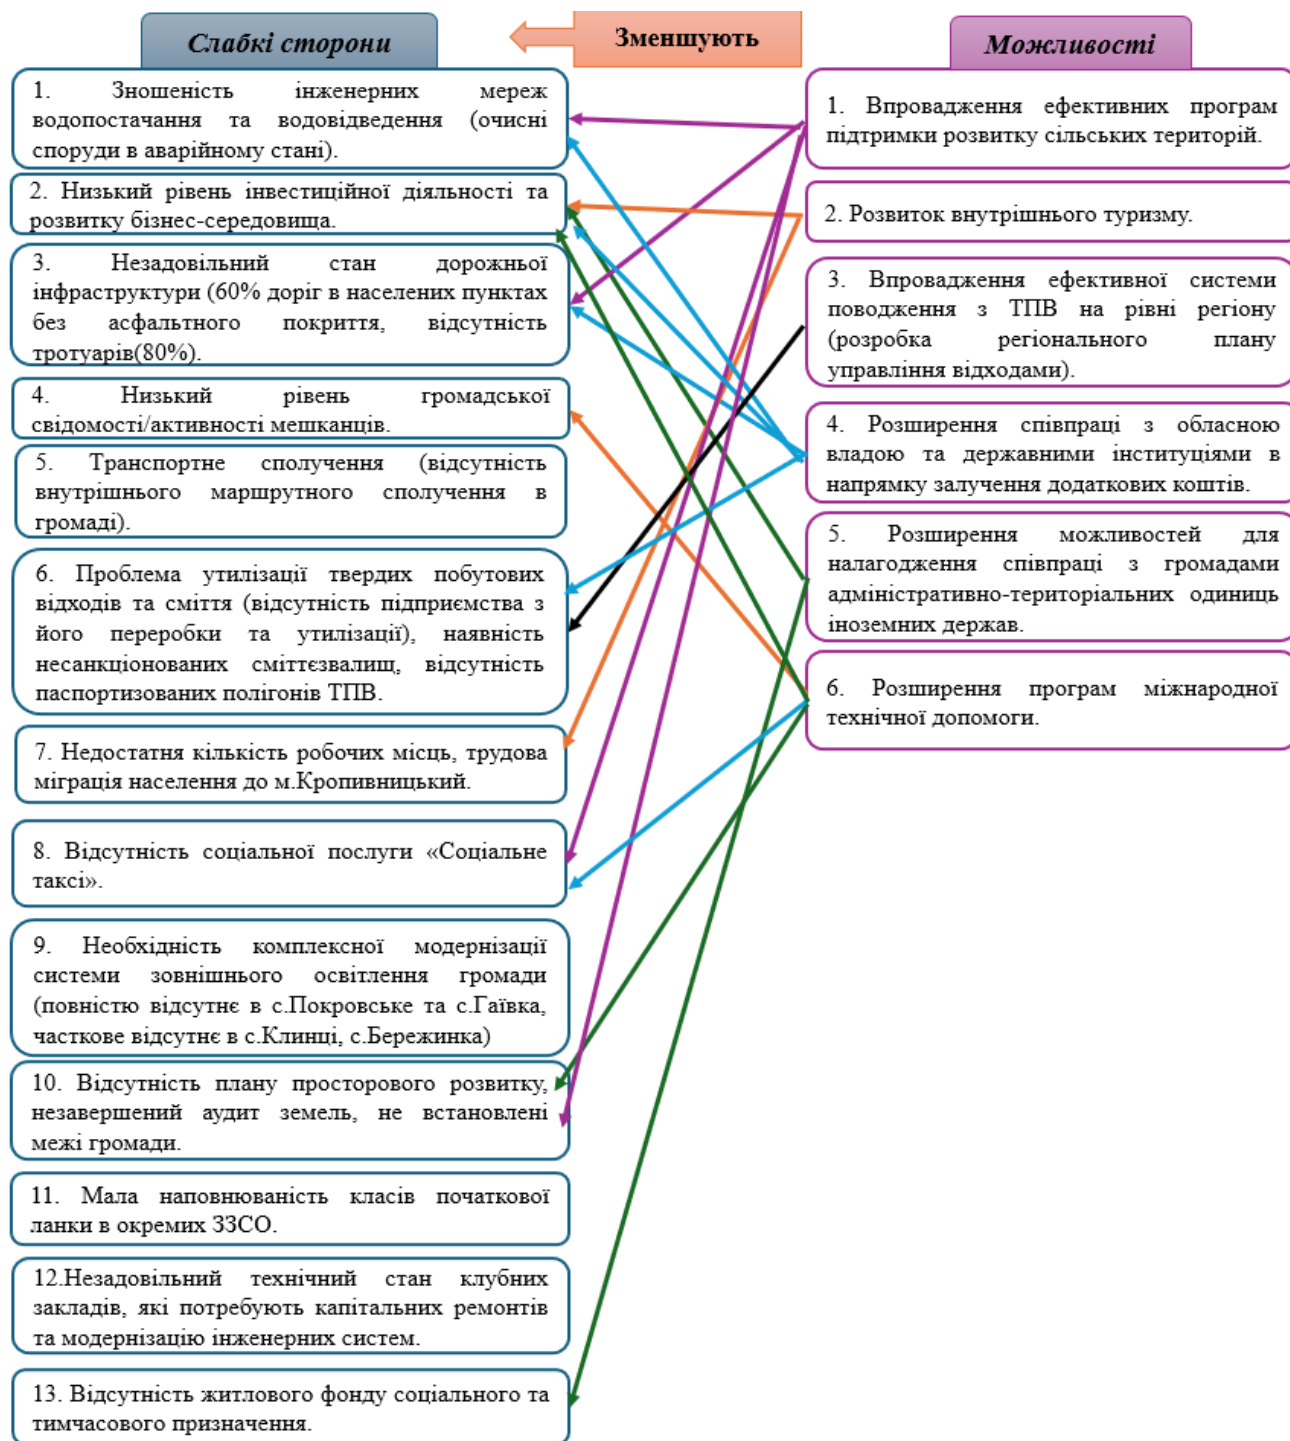 Слабкі сторони
Зменшують
Можливості
1. Зношеність інженерних мереж
водопостачання та водовідведення (очисні
споруди в аварійному стані).
2. Низький рівень інвестиційної діяльності та
розвитку бізнес-середовища.
3. Незадовільний стан дорожньої
інфраструктури (60% доріг в населених пунктах
без асфальтного покриття, відсутність
тротуарів(80%).
4. Низький рівень громадської
свідомості/активності мешканців.
5. Транспортне сполучення (відсутність
внутрішнього маршрутного сполучення в
громаді).
6. Проблема утилізації твердих побутових
відходів та сміття (відсутність підприємства з
його переробки та утилізації), наявність
несанкціонованих сміттєзвалищ, відсутність
паспортизованих полігонів ТПВ.
7. Недостатня кількість робочих місць, трудова
міграція населення до м.Кропивницький.
8. Відсутність соціальної послуги «Соціальне
таксі».
9. Необхідність комплексної модернізації
системи зовнішнього освітлення громади
(повністю відсутнє в с.Покровське та с.Гаївка,
часткове відсутнє в с.Клинці, с.Бережинка)
10. Відсутність плану просторового розвитку,
незавершений аудит земель, не встановлені
межі громади.
11. Мала наповнюваність класів початкової
ланки в окремих ЗЗСО.
12.Незадовільний технічний стан клубних
закладів, які потребують капітальних ремонтів
та модернізацію інженерних систем.
13. Відсутність житлового фонду соціального та
тимчасового призначення.
1. Впровадження ефективних програм
підтримки розвитку сільських територій.
2. Розвиток внутрішнього туризму.
3. Впровадження ефективної системи
поводження з ТПВ на рівні регіону
(розробка регіонального плану
управління відходами).
4. Розширення співпраці з обласною
владою та державними інституціями в
напрямку залучення додаткових коштів.
5. Розширення можливостей для
налагодження співпраці з громадами
адміністративно-територіальних одиниць
іноземних держав.
6. Розширення програм міжнародної
технічної допомоги.